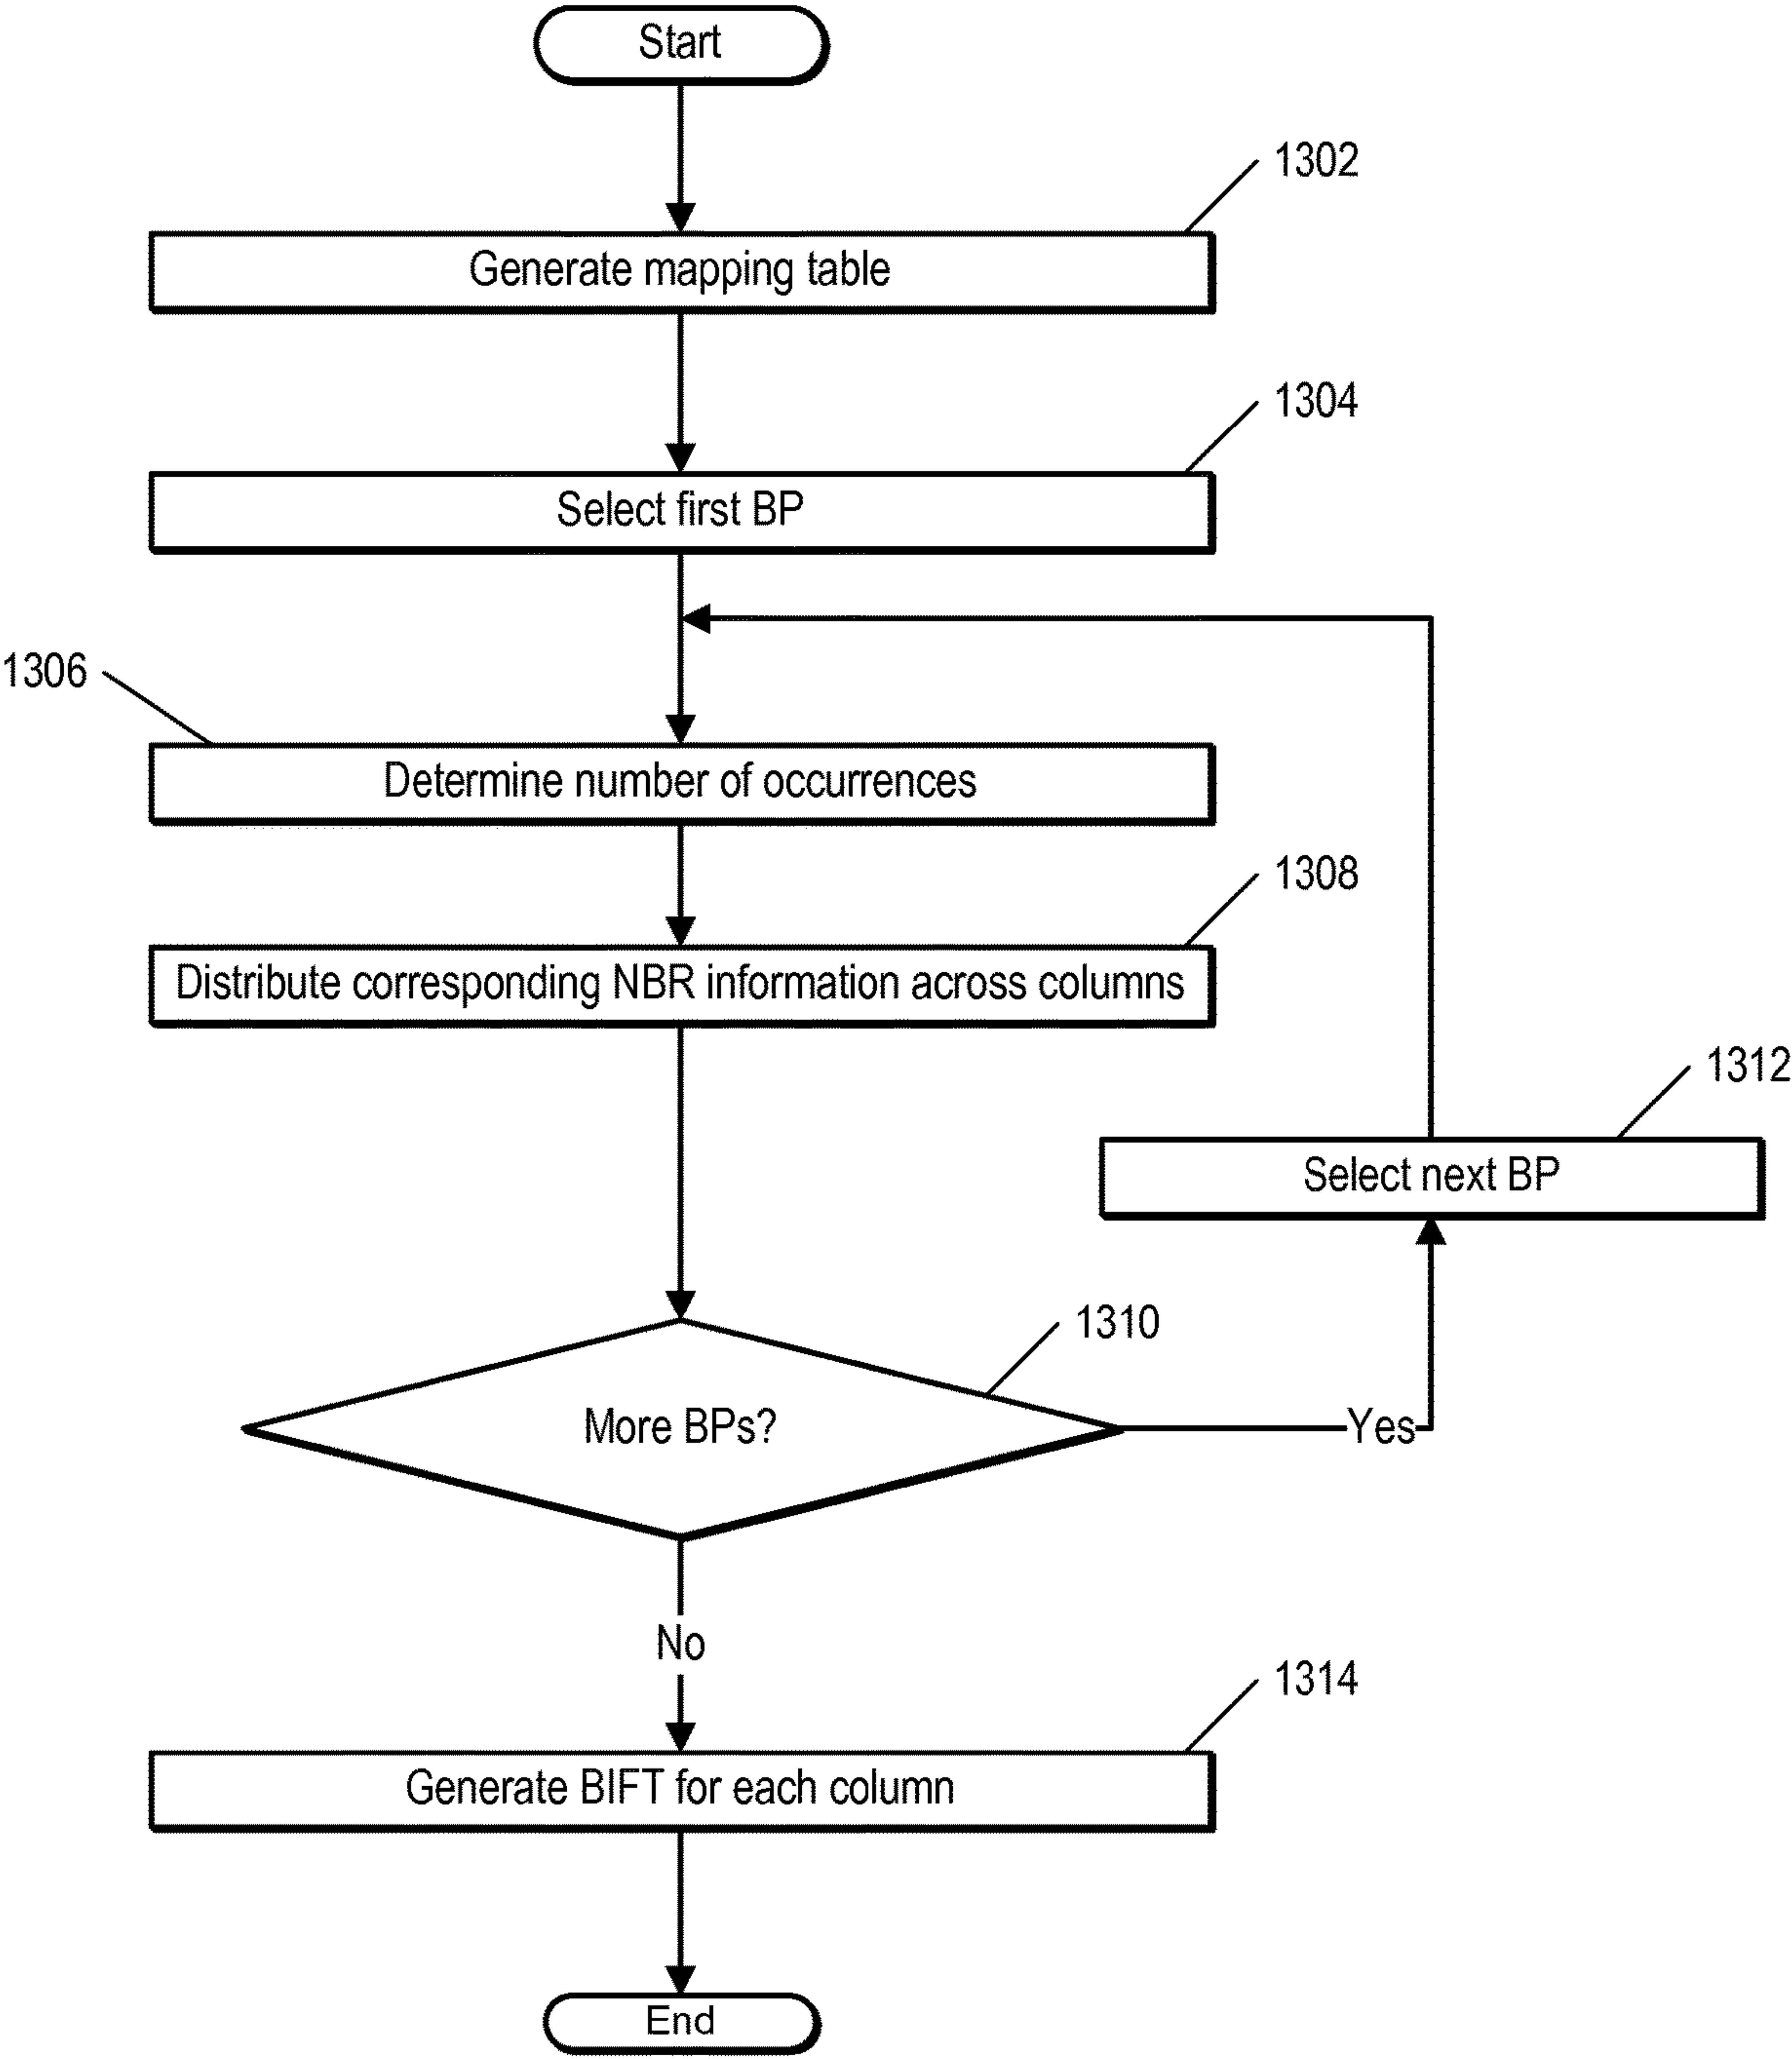 Start
1302
Generate mapping table
1304
Select first BP
1306
Determine number of occurrences
1308
Distribute corresponding NBR information across columns
1312
Select next BP
1310
More BPs?
Yes
No
1314
Generate BIFT for each column
End